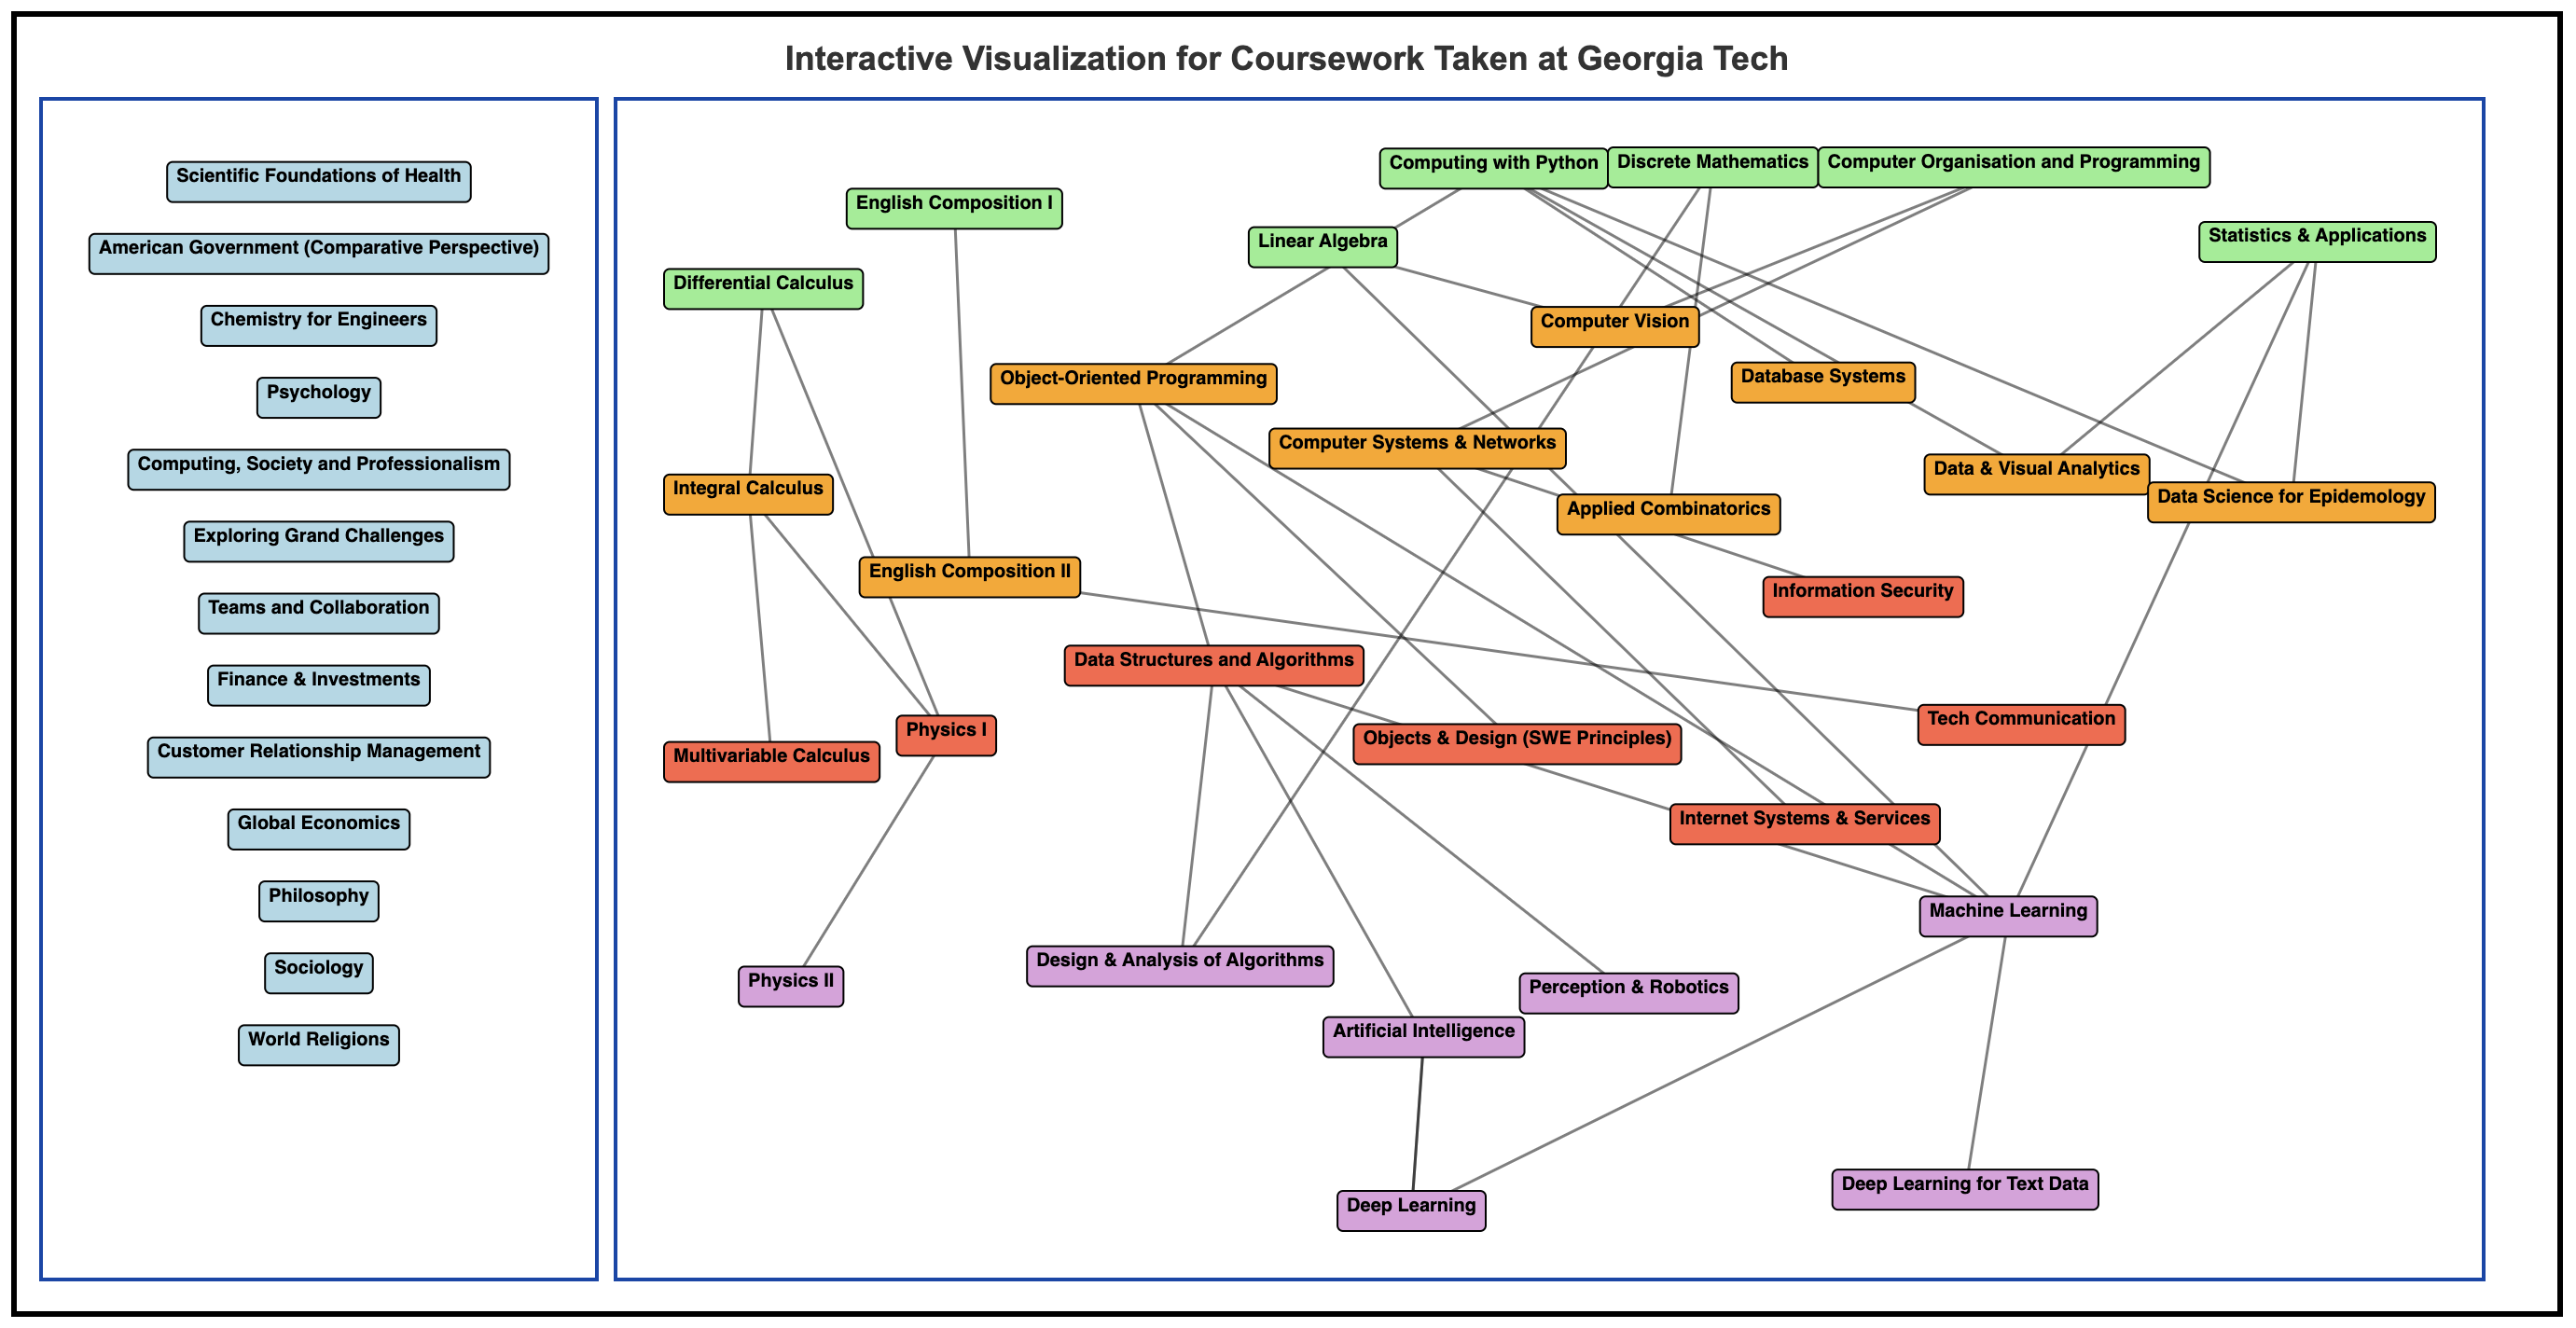 Interactive Visualization for Coursework Taken at Georgia Tech
Scientific Foundations of Health
American Government (Comparative Perspective)
Chemistry for Engineers
Psychology
Computing, Society and Professionalism
Exploring Grand Challenges
Teams and Collaboration
Finance & Investments
Customer Relationship Management
Global Economics
Philosophy
Sociology
World Religions
Computing with Python
Discrete Mathematics
Computer Organisation and Programming
English Composition I
Linear Algebra
Statistics & Applications
Differential Calculus
Computer Vision
Object-Oriented Programming
Database Systems
Computer Systems & Networks
Data & Visual Analytics
Integral Calculus
Data Science for Epidemology
Applied Combinatorics
English Composition II
Information Security
Data Structures and Algorithms
Tech Communication
Physics I
Objects & Design (SWE Principles)
Multivariable Calculus
Internet Systems & Services
Machine Learning
Design & Analysis of Algorithms
Physics II
Perception & Robotics
Artificial Intelligence
Deep Learning for Text Data
Deep Learning